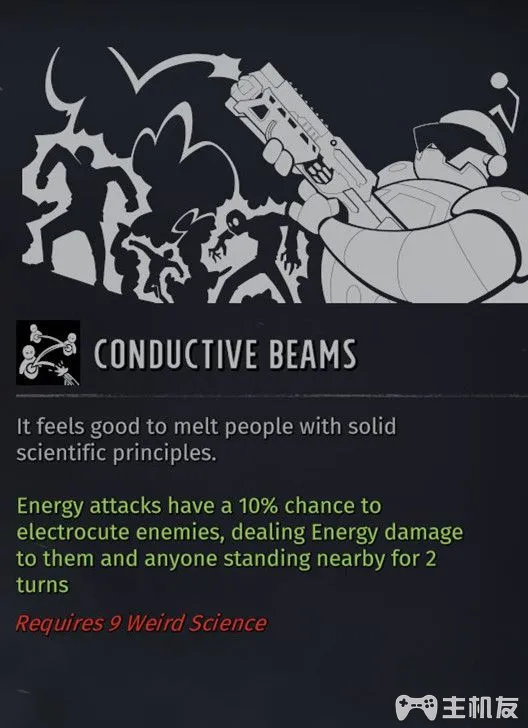 CONDUCTIVE BEAMS
It feels good to melt people with solid
scientific principles.
Energy attacks have a 10% chance to
electrocute enemies, dealing Energy damage
to them and anyone standing nearby for 2
turns
Requires 9 Weird Science
主机友